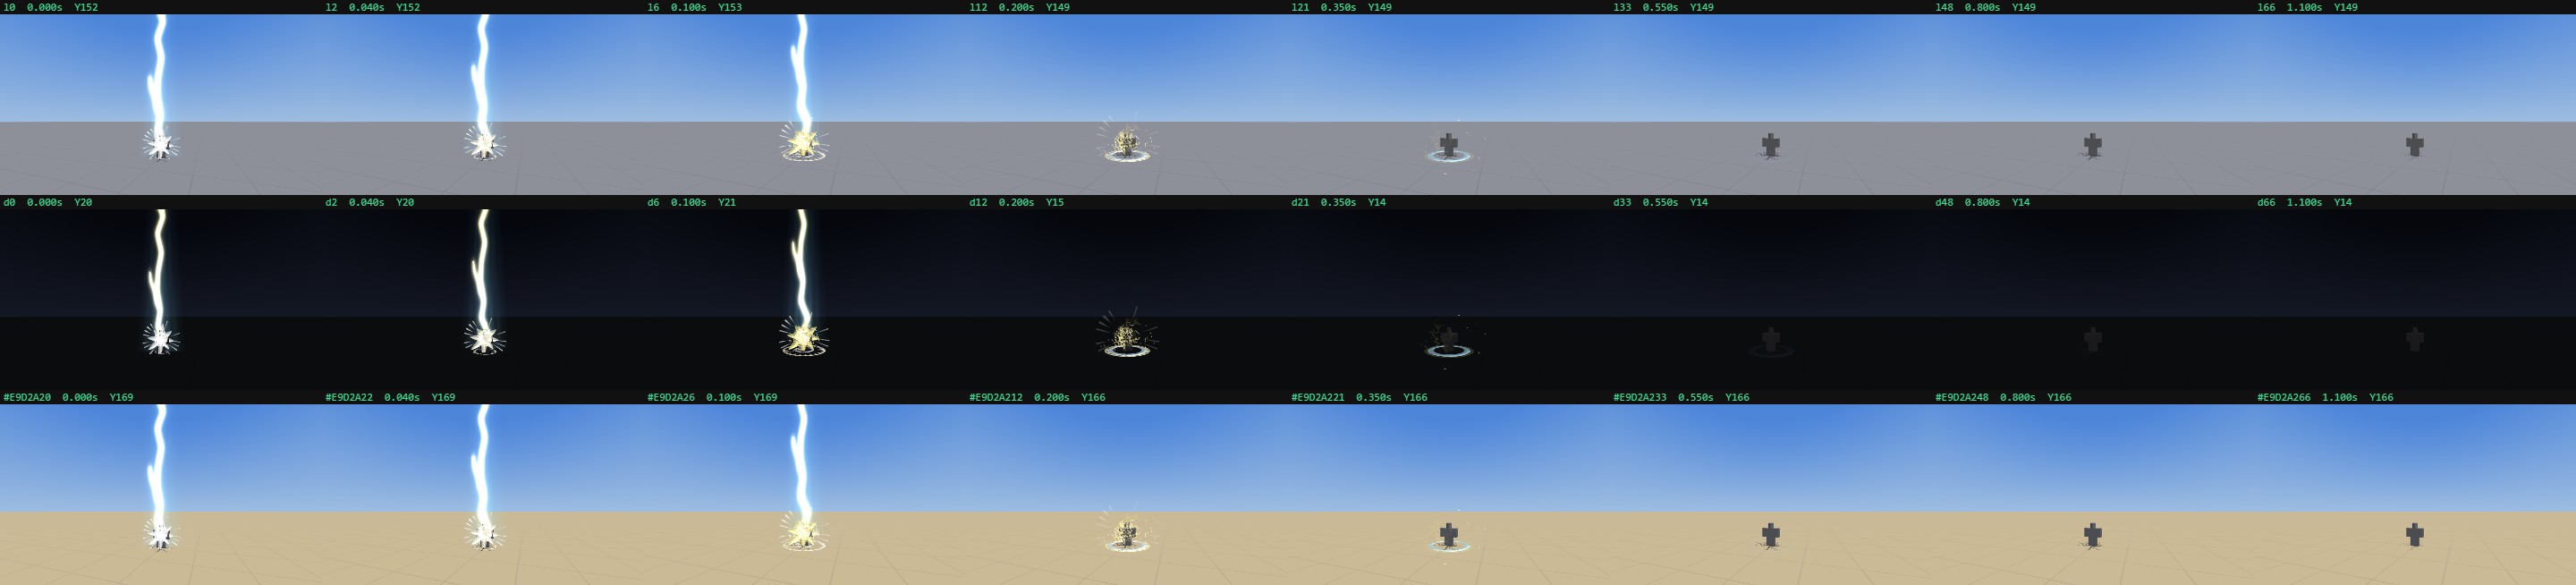 l0 0.000s Y152 l2 0.040s Y152 l6 0.100s Y153 l12 0.200s Y149 l21 0.350s Y149 l33 0.550s Y149 l48 0.800s Y149 l66 1.100s Y149
d0 0.000s Y20 d2 0.040s Y20 d6 0.100s Y21 d12 0.200s Y15 d21 0.350s Y14 d33 0.550s Y14 d48 0.800s Y14 d66 1.100s Y14
#E9D2A20 0.000s Y169 #E9D2A22 0.040s Y169 #E9D2A26 0.100s Y169 #E9D2A212 0.200s Y166 #E9D2A221 0.350s Y166 #E9D2A233 0.550s Y166 #E9D2A248 0.800s Y166 #E9D2A266 1.100s Y166